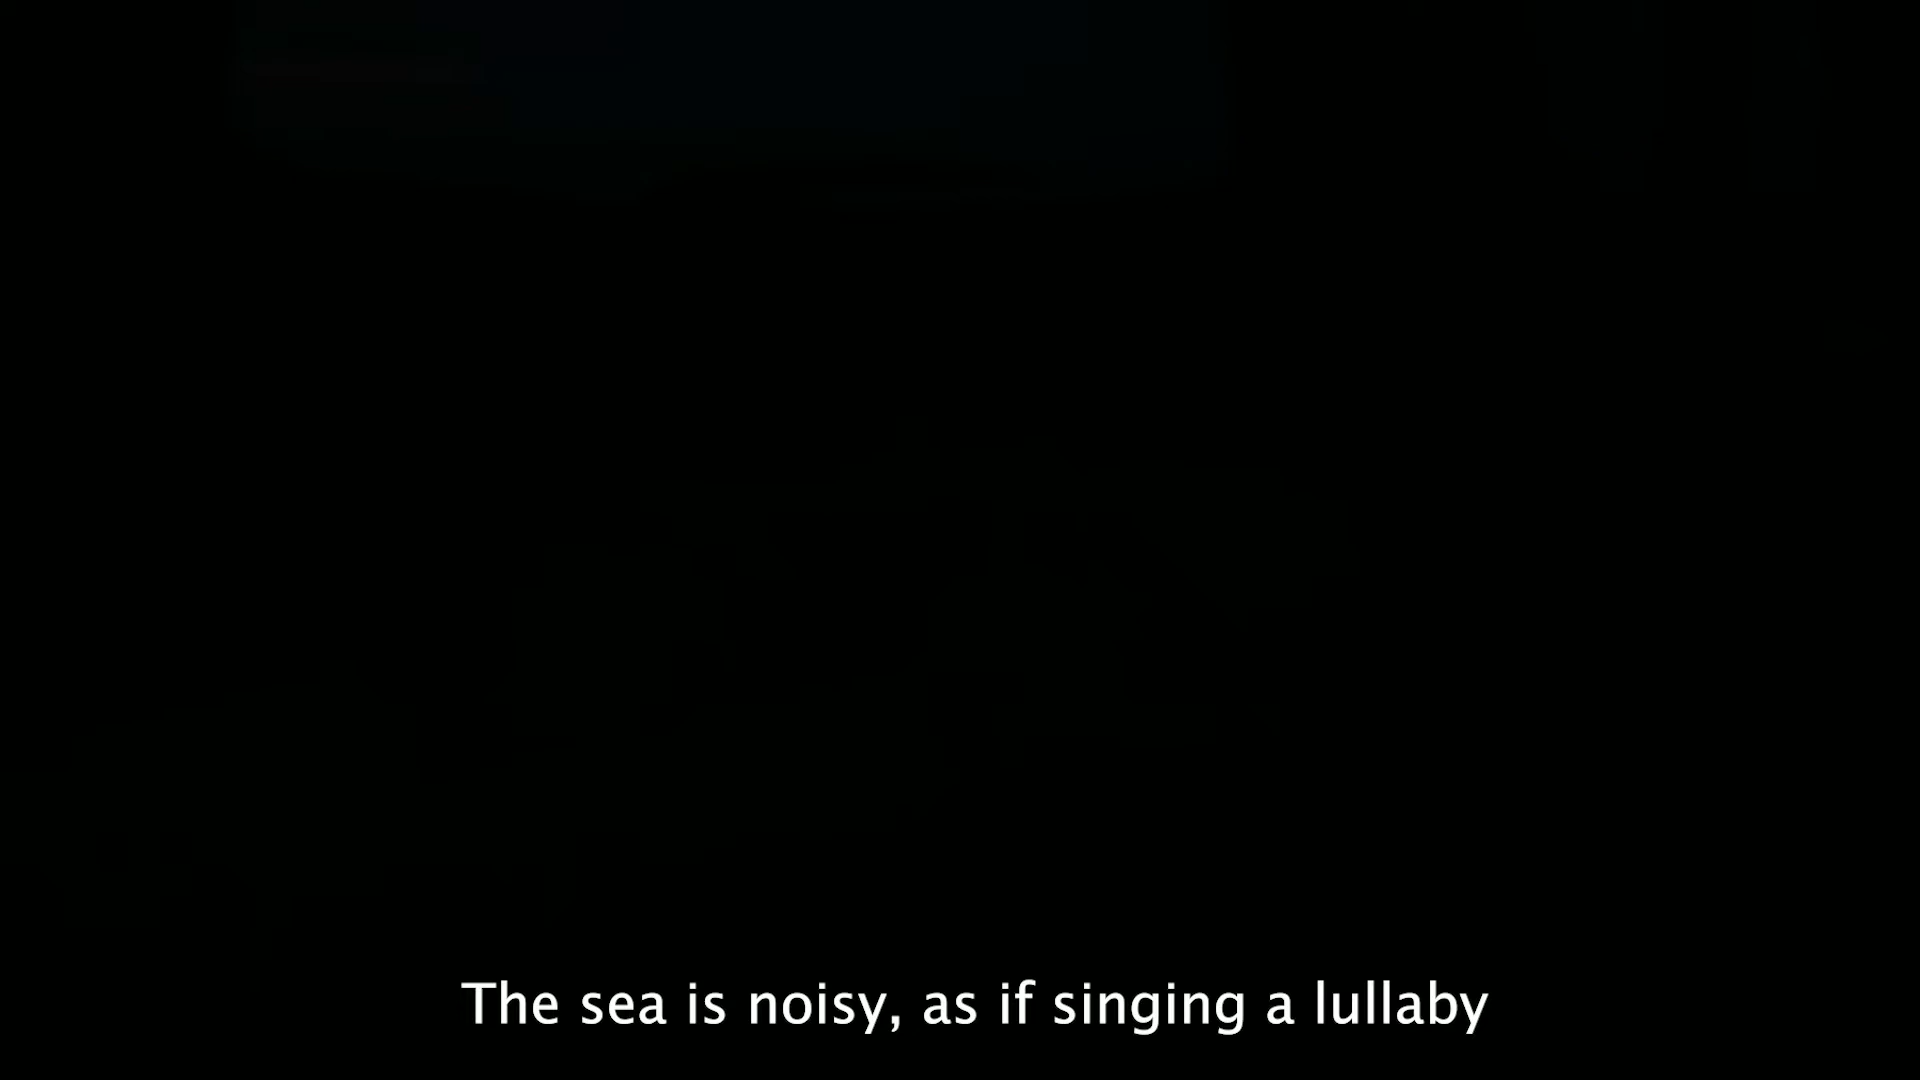 The sea is noisy, as if singing a lullaby